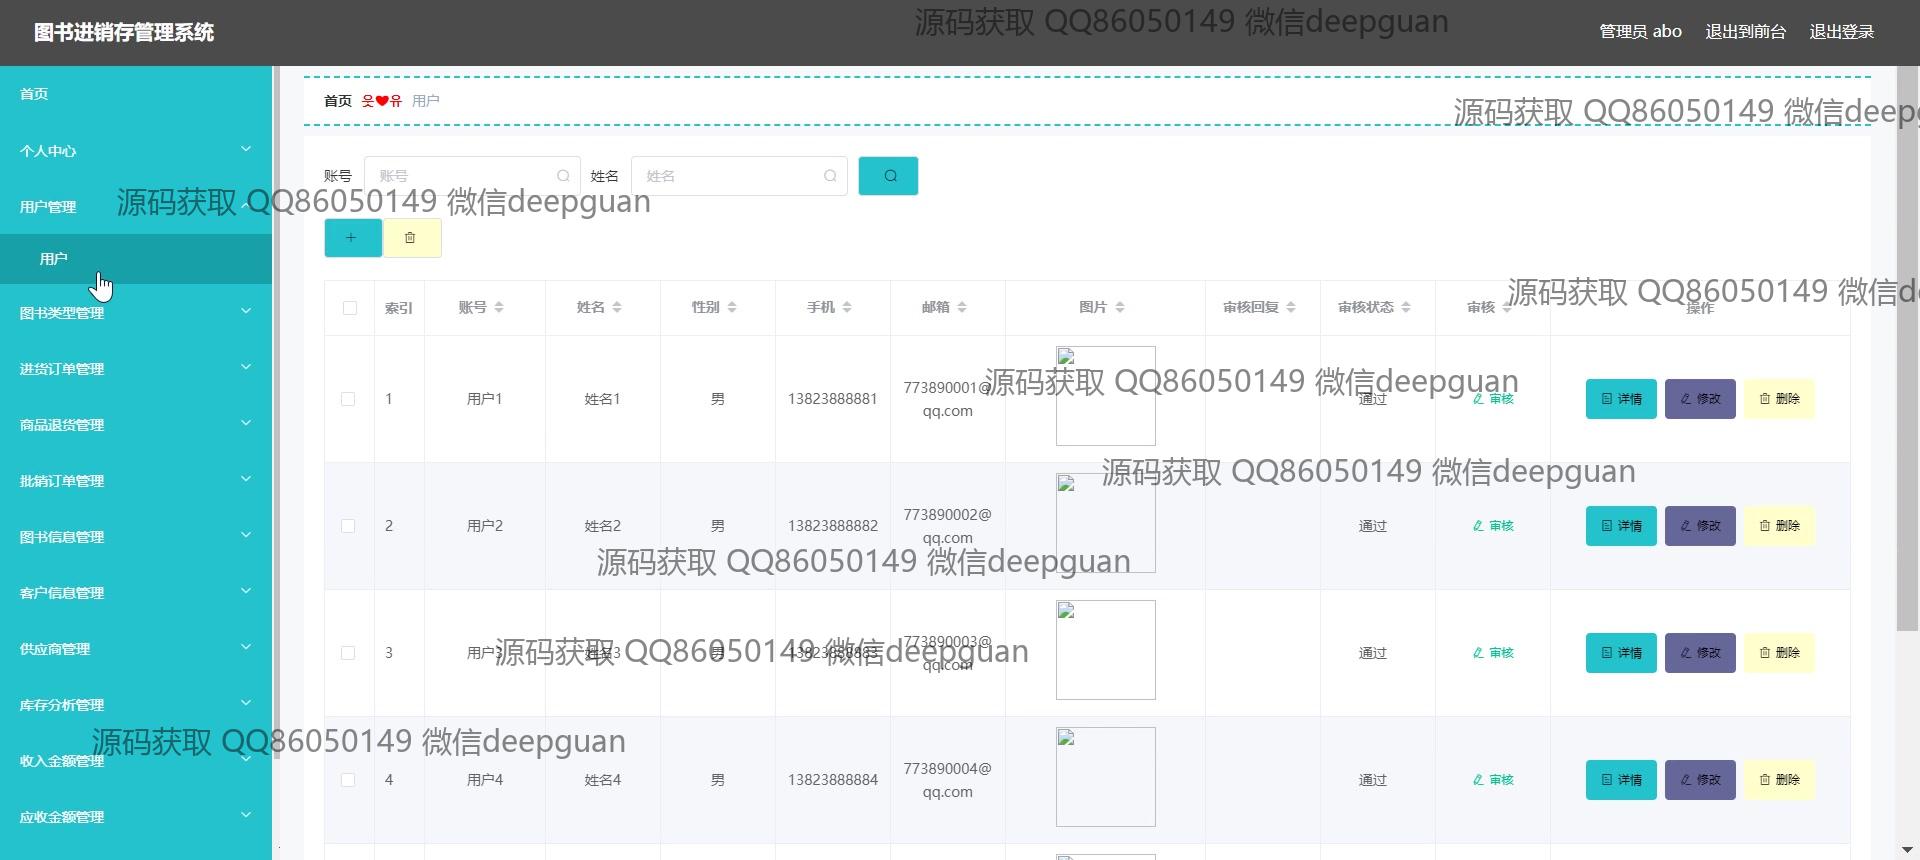 图书进销存管理系统
源码获取 QQ86050149 微信deepguan
管理员 abo 退出到前台 退出登录
首页
个人中心
用户管理
用户
图书类型管理
进货订单管理
商品退货管理
批销订单管理
图书信息管理
客户信息管理
供应商管理
库存分析管理
收入金额管理
应收金额管理
首页 웃❤유 用户
源码获取 QQ86050149 微信deepg
账号 账号 姓名 姓名
源码获取 QQ86050149 微信deepguan
索引 账号 姓名 性别 手机 邮箱 图片 审核回复 审核状态 审核 操作
源码获取 QQ86050149 微信d
1 用户1 姓名1 男 13823888881 773890001@
qq.com
通过 审核 详情 修改 删除
源码获取 QQ86050149 微信deepguan
源码获取 QQ86050149 微信deepguan
2 用户2 姓名2 男 13823888882 773890002@
qq.com
通过 审核 详情 修改 删除
源码获取 QQ86050149 微信deepguan
3 用户3 姓名3 男 13823888883 773890003@
qq.com
通过 审核 详情 修改 删除
源码获取 QQ86050149 微信deepguan
源码获取 QQ86050149 微信deepguan
4 用户4 姓名4 男 13823888884 773890004@
qq.com
通过 审核 详情 修改 删除